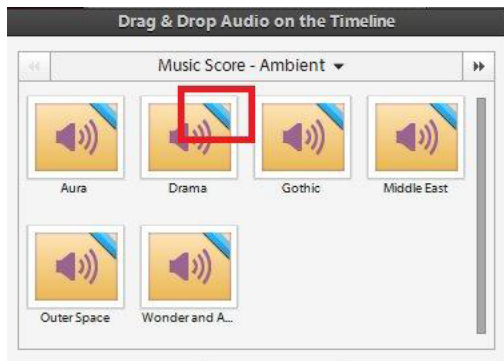 Drag & Drop Audio on the Timeline
Music Score - Ambient
Aura
Drama
Gothic
Middle East
Outer Space
Wonder and A...